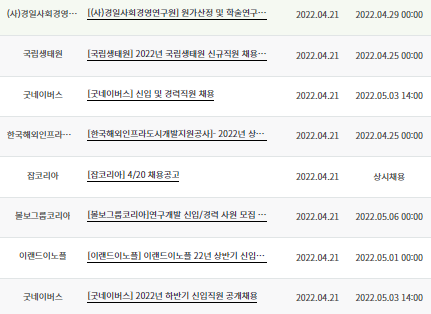 (사)경일사회경영… [(사)경일사회경영연구원] 원가산정 및 학술연구… 2022.04.21 2022.04.29 00:00
국립생태원 [국립생태원] 2022년 국립생태원 신규직원 채용… 2022.04.21 2022.04.25 00:00
굿네이버스 [굿네이버스] 신입 및 경력직원 채용 2022.04.21 2022.05.03 14:00
한국해외인프라… [한국해외인프라도시개발지원공사]- 2022년 상… 2022.04.21 2022.04.25 00:00
잡코리아 [잡코리아] 4/20 채용공고 2022.04.21 상시채용
볼보그룹코리아 [볼보그룹코리아]연구개발 신입/경력 사원 모집 … 2022.04.21 2022.05.06 00:00
이랜드이노플 [이랜드이노플] 이랜드이노플 22년 상반기 신입… 2022.04.21 2022.05.01 00:00
굿네이버스 [굿네이버스] 2022년 하반기 신입직원 공개채용 2022.04.21 2022.05.03 14:00